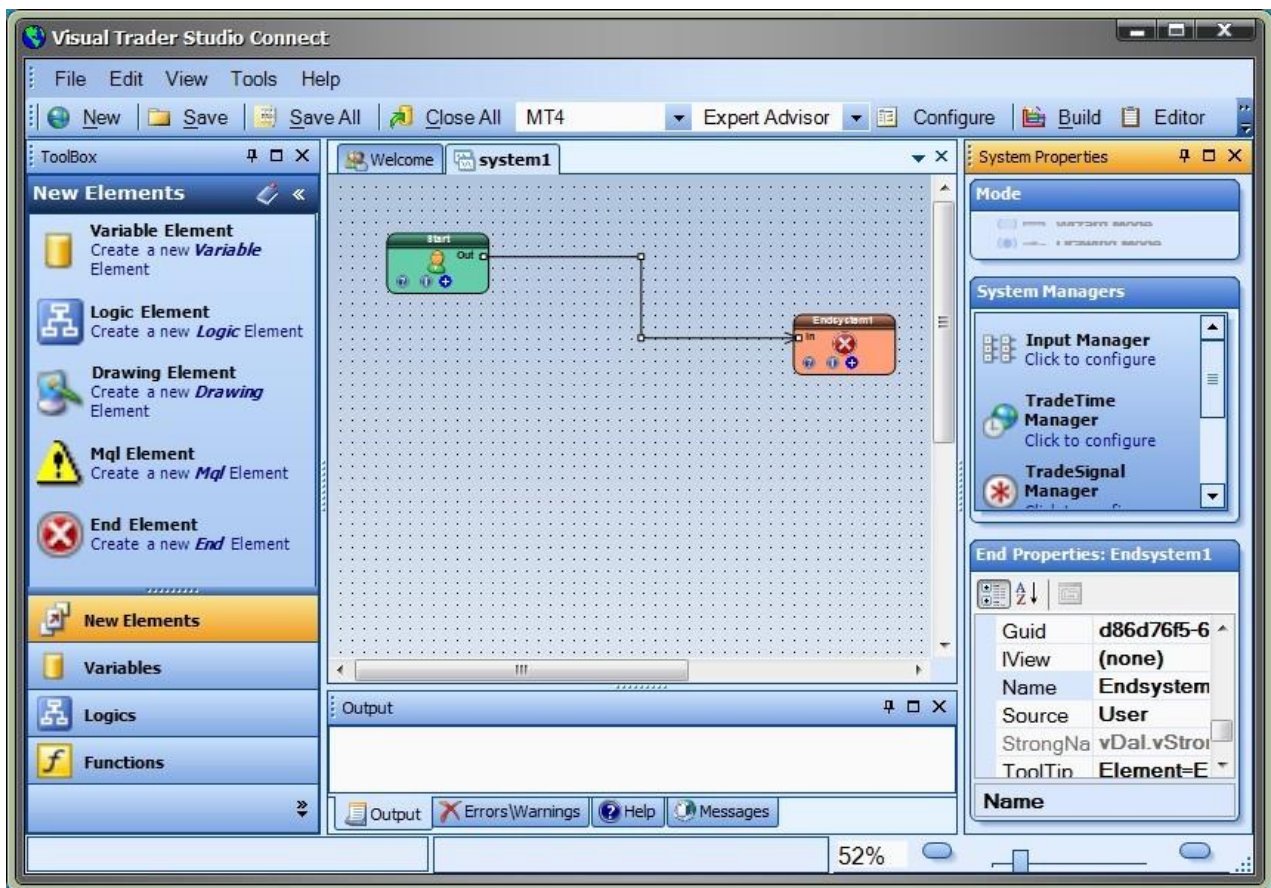 Visual Trader Studio Connect
File Edit View Tools Help
New Save Save All Close All MT4 Expert Advisor Configure Build Editor
ToolBox
New Elements
Variable Element
Create a new Variable
Element
Logic Element
Create a new Logic Element
Drawing Element
Create a new Drawing
Element
Mql Element
Create a new Mql Element
End Element
Create a new End Element
New Elements
Variables
Logics
Functions
Welcome system1
Start
Out
Endsystem1
In
Output
Output Errors\Warnings Help Messages
System Properties
Mode
Wizard Mode
Drawing Mode
System Managers
Input Manager
Click to configure
TradeTime
Manager
Click to configure
TradeSignal
Manager
End Properties: Endsystem1
Guid d86d76f5-6
IView (none)
Name Endsystem
Source User
StrongNa vDal.vStron
ToolTip Element=E
Name
52%